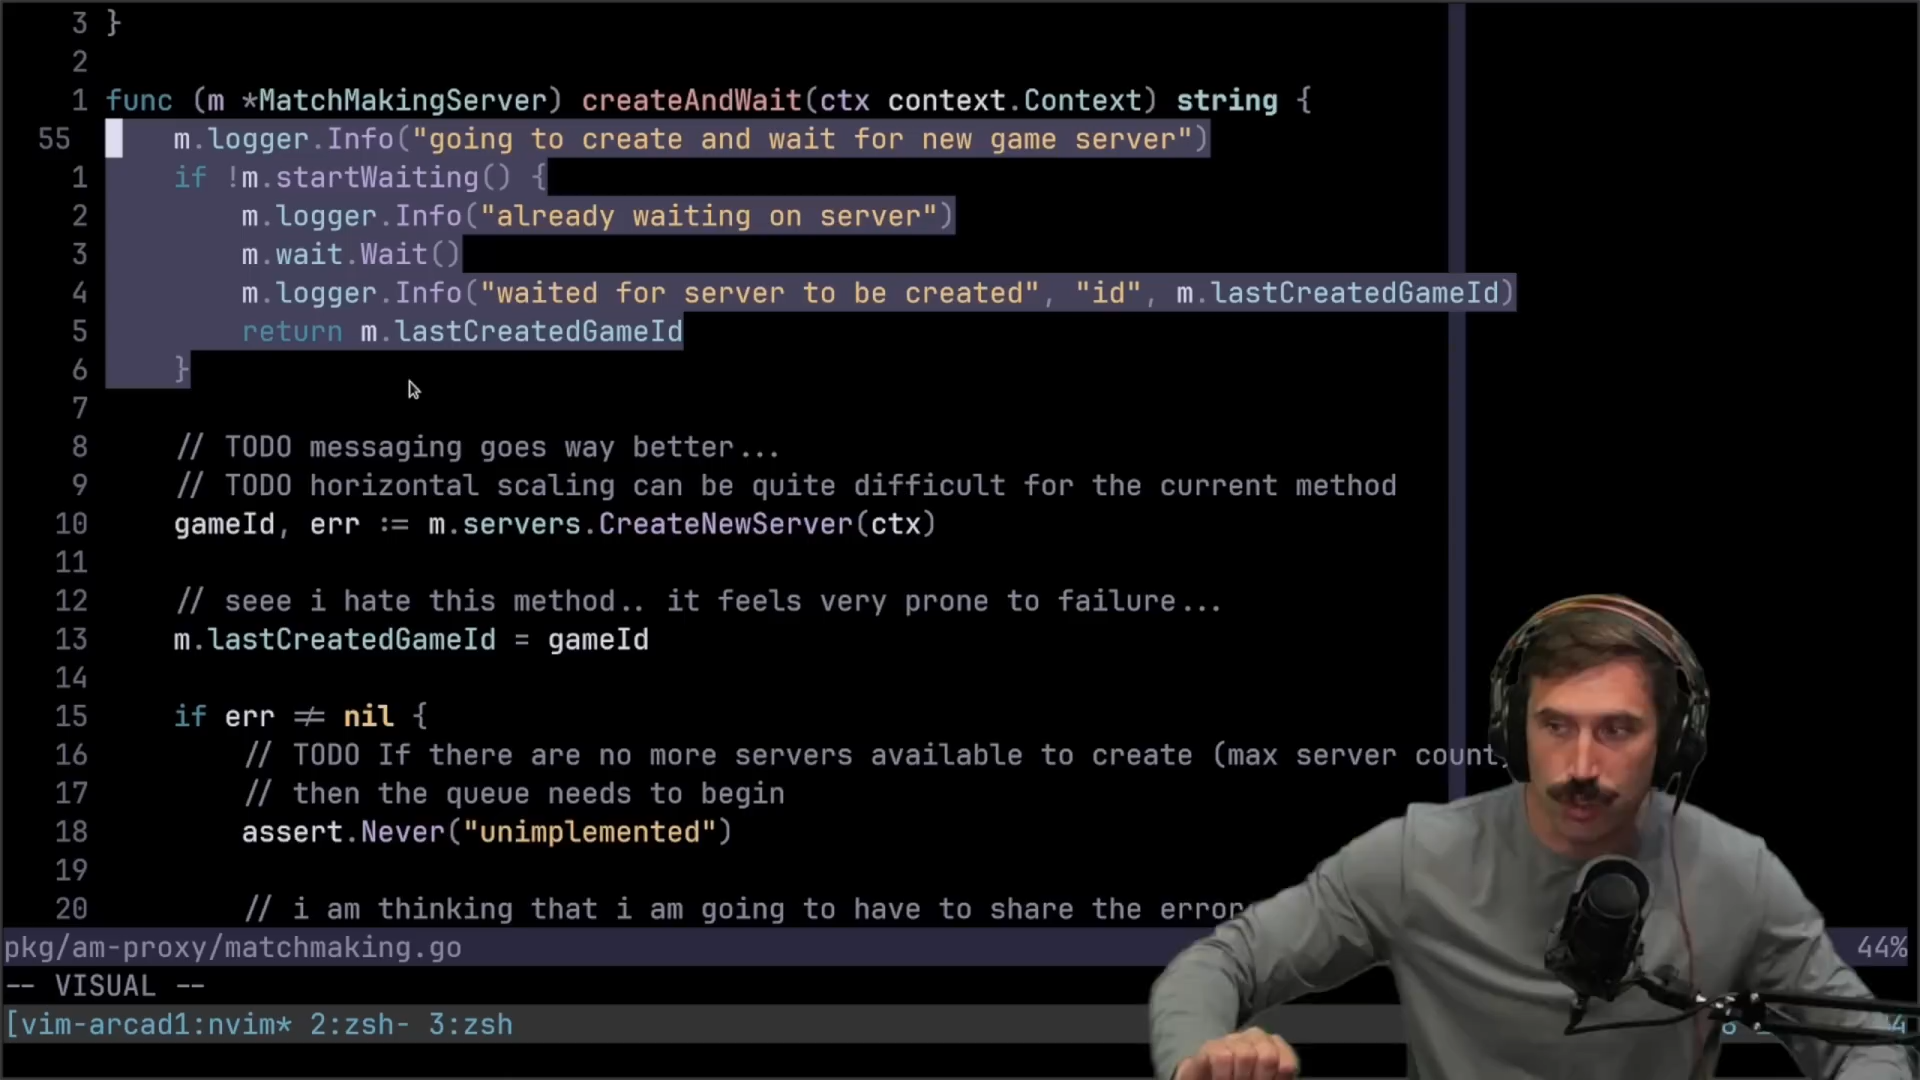 3 }
2
1 func (m *MatchMakingServer) createAndWait(ctx context.Context) string {
55 m.logger.Info("going to create and wait for new game server")
1 if !m.startWaiting() {
2 m.logger.Info("already waiting on server")
3 m.wait.Wait()
4 m.logger.Info("waited for server to be created", "id", m.lastCreatedGameId)
5 return m.lastCreatedGameId
6 }
7
8 // TODO messaging goes way better...
9 // TODO horizontal scaling can be quite difficult for the current method
10 gameId, err := m.servers.CreateNewServer(ctx)
11
12 // seee i hate this method.. it feels very prone to failure...
13 m.lastCreatedGameId = gameId
14
15 if err != nil {
16 // TODO If there are no more servers available to create (max server count
17 // then the queue needs to begin
18 assert.Never("unimplemented")
19
20 // i am thinking that i am going to have to share the error
pkg/am-proxy/matchmaking.go 44%
-- VISUAL --
[vim-arcad1:nvim* 2:zsh- 3:zsh